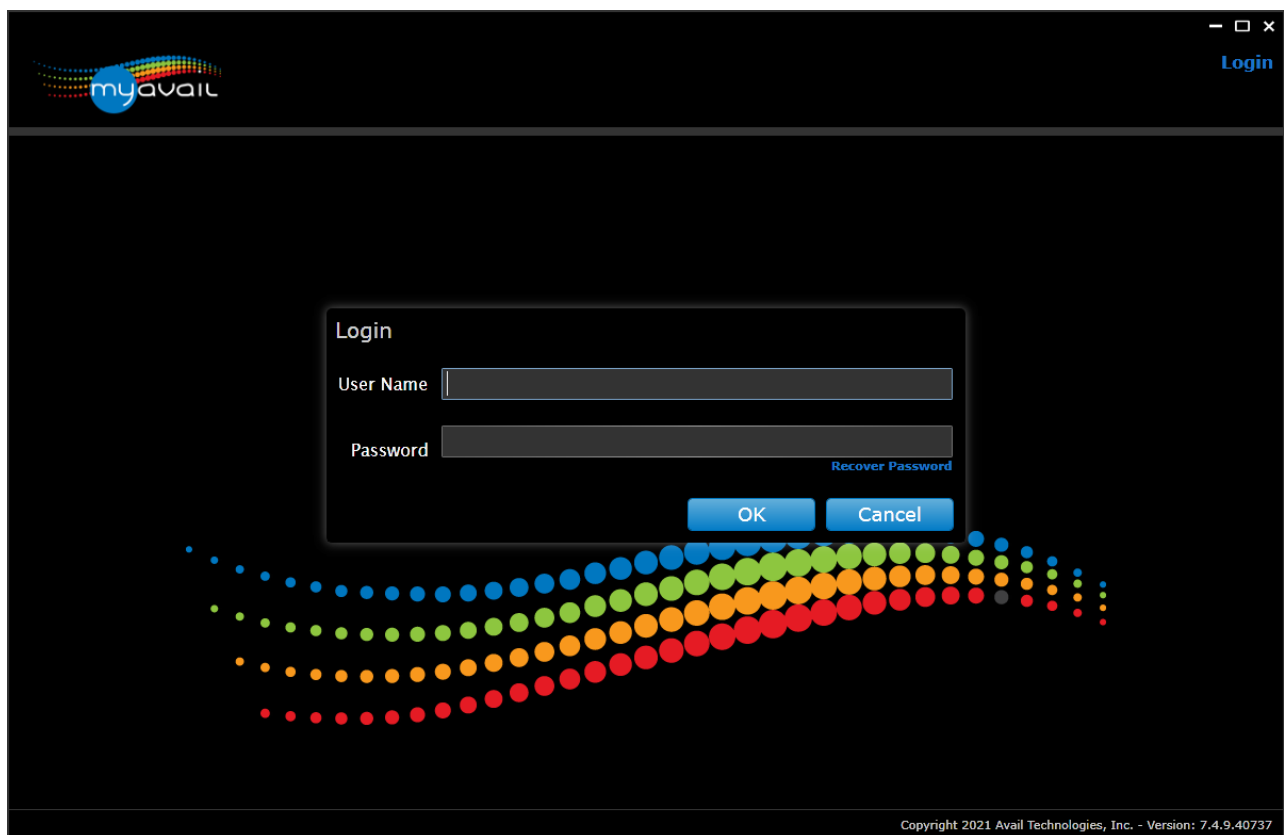 Login
myavail
Login
User Name
Password
Recover Password
OK Cancel
Copyright 2021 Avail Technologies, Inc. - Version: 7.4.9.40737